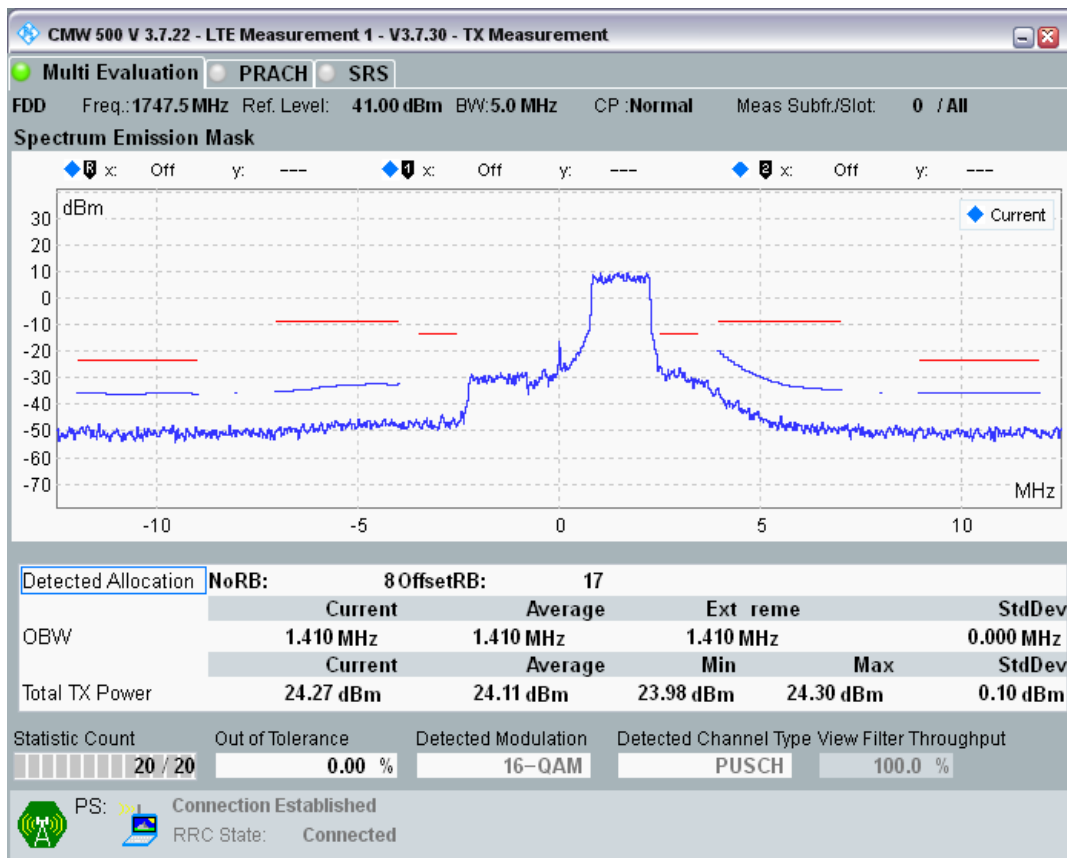 CMW 500 V 3.7.22 - LTE Measurement 1 - V3.7.30 - TX Measurement
Multi Evaluation PRACH SRS
FDD Freq.:1747.5 MHz Ref. Level: 41.00 dBm BW:5.0 MHz CP :Normal Meas Subfr./Slot: 0 / All
Spectrum Emission Mask
R x: Off y: --- 1 x: Off y: --- 2 x: Off y: ---
dBm
Current
30
20
10
0
-10
-20
-30
-40
-50
-60
-70
MHz
-10 -5 0 5 10
Detected Allocation NoRB: 8 OffsetRB: 17
Current Average Ext reme StdDev
OBW 1.410 MHz 1.410 MHz 1.410 MHz 0.000 MHz
Current Average Min Max StdDev
Total TX Power 24.27 dBm 24.11 dBm 23.98 dBm 24.30 dBm 0.10 dBm
Statistic Count Out of Tolerance Detected Modulation Detected Channel Type View Filter Throughput
20 / 20 0.00 % 16-QAM PUSCH 100.0 %
PS: Connection Established
RRC State: Connected